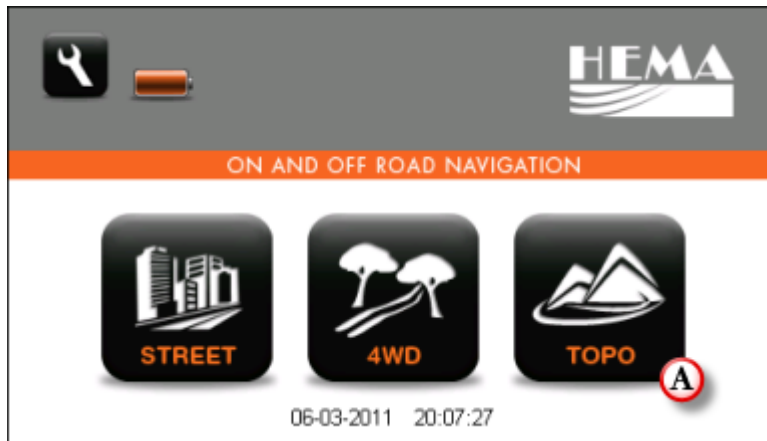 HEMA
ON AND OFF ROAD NAVIGATION
STREET
4WD
TOPO
A
06-03-2011 20:07:27